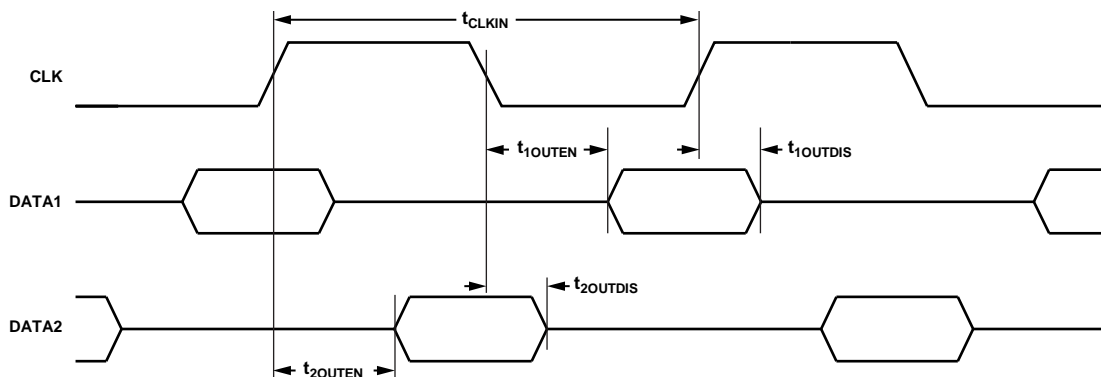 tCLKIN
CLK
t1OUTEN
t1OUTDIS
DATA1
t2OUTDIS
DATA2
t2OUTEN